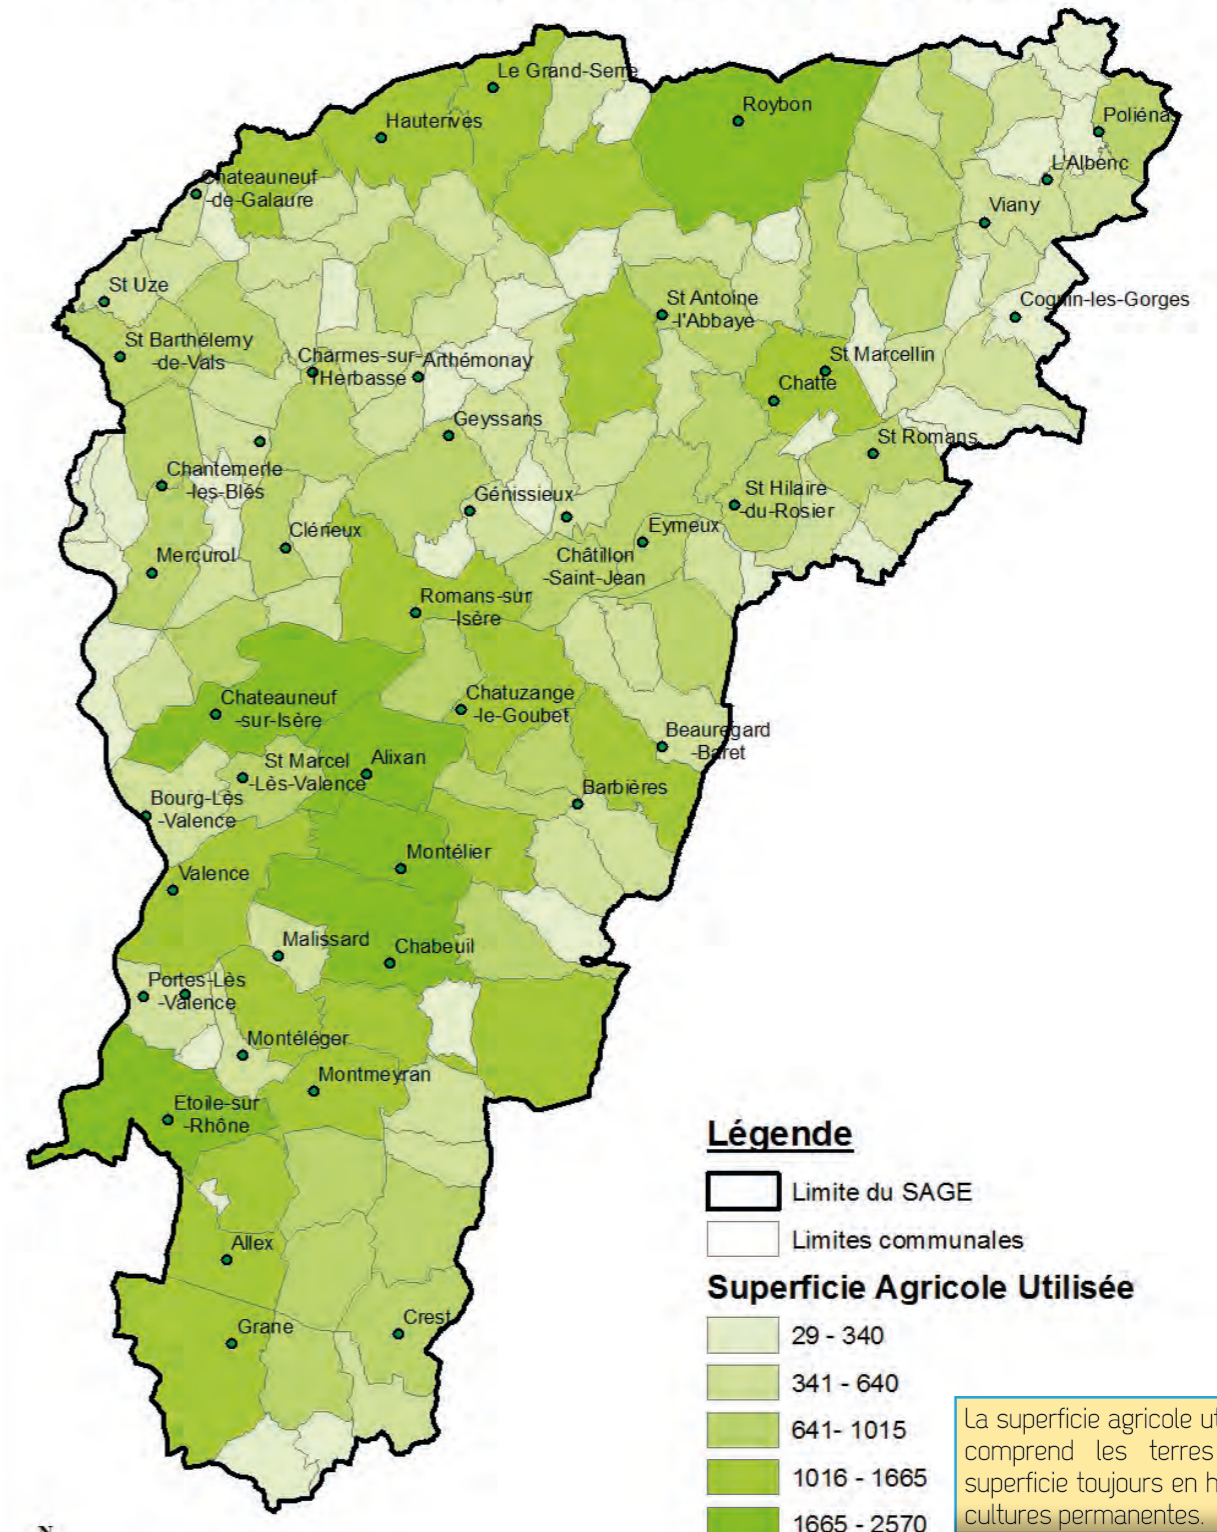 Le Grand-Serre
Roybon
Hauterives
Poliénas
L'Albenc
Chateauneuf
-de-Galaure
Viany
St Uze
St Antoine
-l'Abbaye
Cognin-les-Gorges
St Barthélemy
-de-Vals
Charmes-sur-
l'Herbasse
Arthémonay
St Marcellin
Chatte
Geyssans
St Romans
Chantemerle
-les-Blés
Génissieux
St Hilaire
-du-Rosier
Clérieux
Eymeux
Mercurol
Châtillon
-Saint-Jean
Romans-sur
-Isère
Chateauneuf
-sur-Isère
Chatuzange
-le-Goubet
Beauregard
-Baret
St Marcel
-Lès-Valence
Alixan
Bourg-Lès
-Valence
Barbières
Montélier
Valence
Malissard
Chabeuil
Portes-Lès
-Valence
Montéléger
Montmeyran
Etoile-sur
-Rhône
Allex
Grane
Crest
Légende
Limite du SAGE
Limites communales
Superficie Agricole Utilisée
29 - 340
341 - 640
641- 1015
1016 - 1665
1665 - 2570
La superficie agricole ut
comprend les terres
superficie toujours en h
cultures permanentes.
N